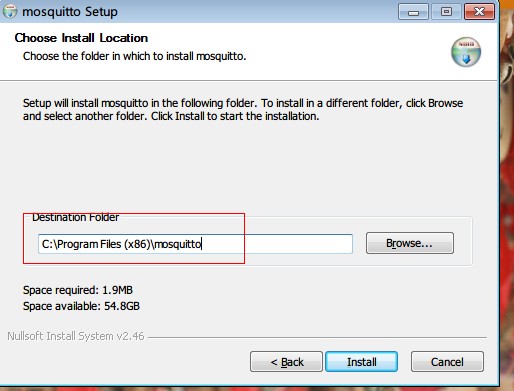 mosquitto Setup
Choose Install Location
Choose the folder in which to install mosquitto.
Setup will install mosquitto in the following folder. To install in a different folder, click Browse
and select another folder. Click Install to start the installation.
Destination Folder
C:\Program Files (x86)\mosquitto
Browse...
Space required: 1.9MB
Space available: 54.8GB
Nullsoft Install System v2.46
< Back
Install
Cancel